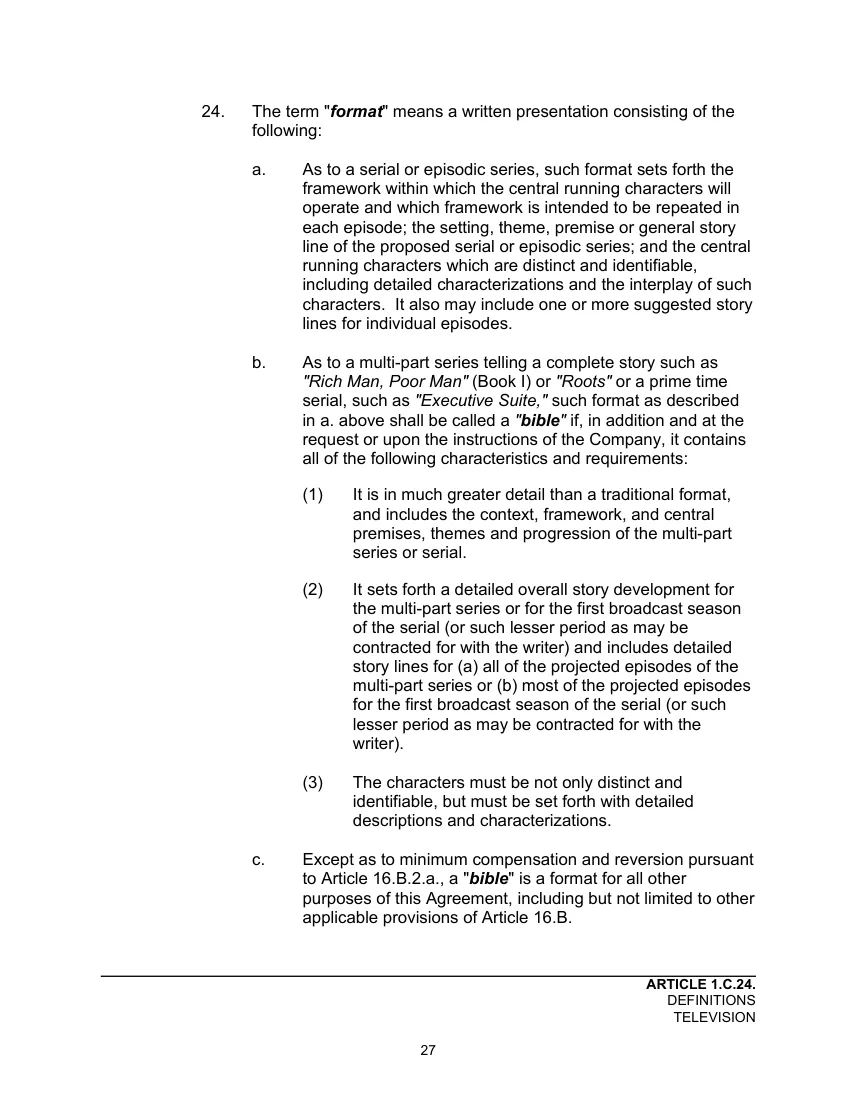 24. The term "format" means a written presentation consisting of the
following:
a. As to a serial or episodic series, such format sets forth the
framework within which the central running characters will
operate and which framework is intended to be repeated in
each episode; the setting, theme, premise or general story
line of the proposed serial or episodic series; and the central
running characters which are distinct and identifiable,
including detailed characterizations and the interplay of such
characters.  It also may include one or more suggested story
lines for individual episodes.
b. As to a multi-part series telling a complete story such as
"Rich Man, Poor Man" (Book I) or "Roots" or a prime time
serial, such as "Executive Suite," such format as described
in a. above shall be called a "bible" if, in addition and at the
request or upon the instructions of the Company, it contains
all of the following characteristics and requirements:
(1) It is in much greater detail than a traditional format,
and includes the context, framework, and central
premises, themes and progression of the multi-part
series or serial.
(2) It sets forth a detailed overall story development for
the multi-part series or for the first broadcast season
of the serial (or such lesser period as may be
contracted for with the writer) and includes detailed
story lines for (a) all of the projected episodes of the
multi-part series or (b) most of the projected episodes
for the first broadcast season of the serial (or such
lesser period as may be contracted for with the
writer).
(3) The characters must be not only distinct and
identifiable, but must be set forth with detailed
descriptions and characterizations.
c. Except as to minimum compensation and reversion pursuant
to Article 16.B.2.a., a "bible" is a format for all other
purposes of this Agreement, including but not limited to other
applicable provisions of Article 16.B.
ARTICLE 1.C.24.
DEFINITIONS
TELEVISION
27